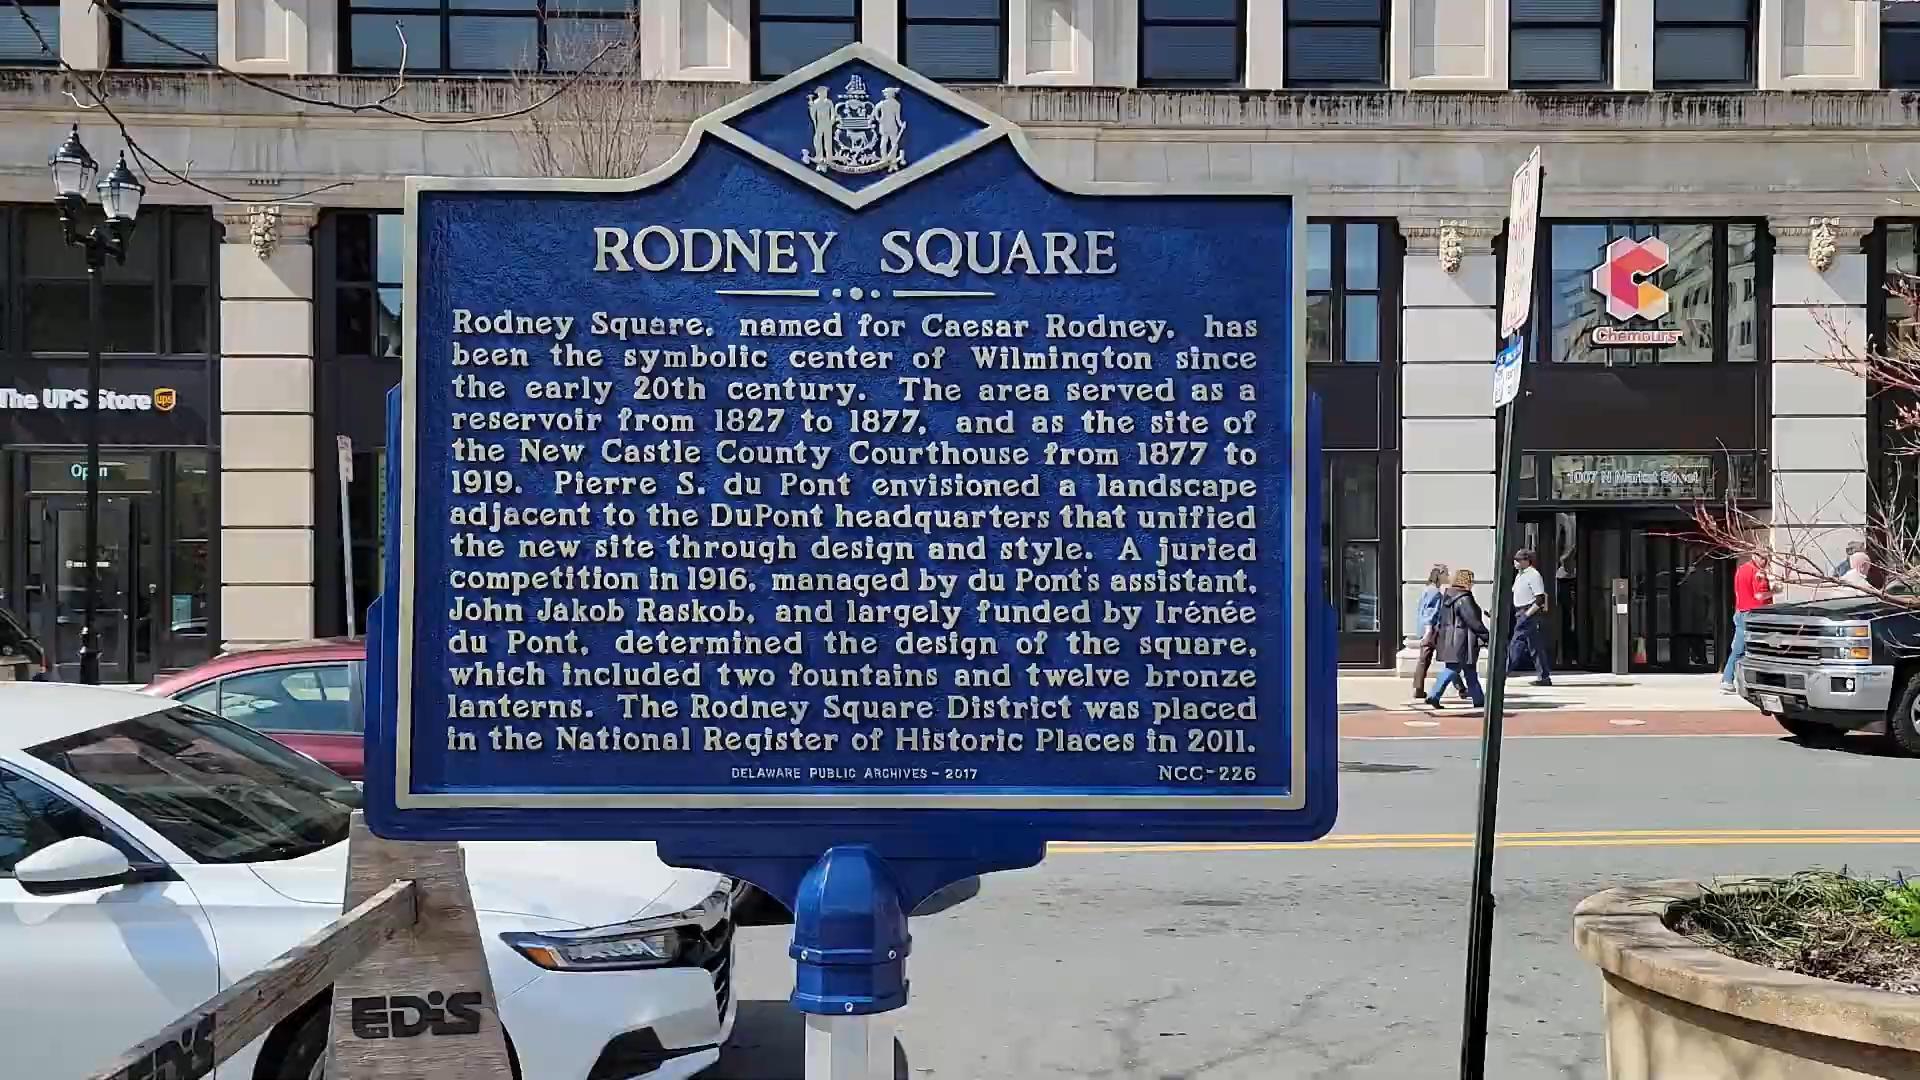 RODNEY SQUARE
Rodney Square, named for Caesar Rodney, has
been the symbolic center of Wilmington since
the early 20th century. The area served as a
reservoir from 1827 to 1877, and as the site of
the New Castle County Courthouse from 1877 to
1919. Pierre S. du Pont envisioned a landscape
adjacent to the DuPont headquarters that unified
the new site through design and style. A juried
competition in 1916, managed by du Pont's assistant,
John Jakob Raskob, and largely funded by Irénée
du Pont, determined the design of the square,
which included two fountains and twelve bronze
lanterns. The Rodney Square District was placed
in the National Register of Historic Places in 2011.
DELAWARE PUBLIC ARCHIVES - 2017 NCC-226
The UPS Store ups
Open
Chemours
1007 N Market Street
EDiS